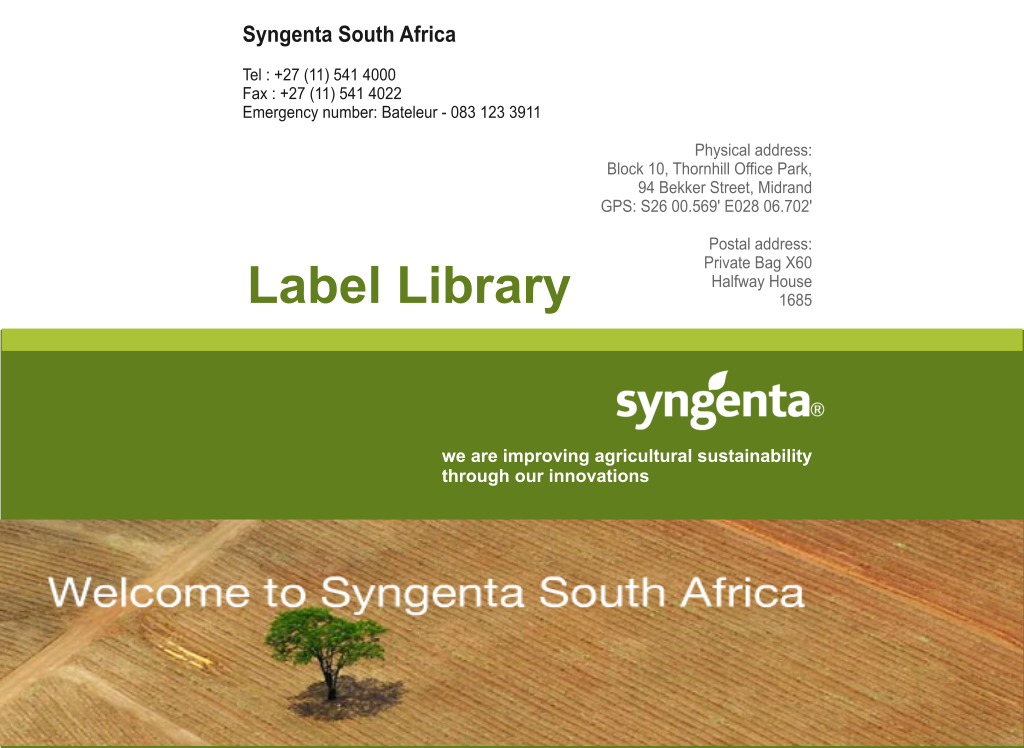 Syngenta South Africa
Tel : +27 (11) 541 4000
Fax : +27 (11) 541 4022
Emergency number: Bateleur - 083 123 3911
Physical address:
Block 10, Thornhill Office Park,
94 Bekker Street, Midrand
GPS: S26 00.569' E028 06.702'
Postal address:
Private Bag X60
Halfway House
1685
Label Library
syngenta®
we are improving agricultural sustainability
through our innovations
Welcome to Syngenta South Africa